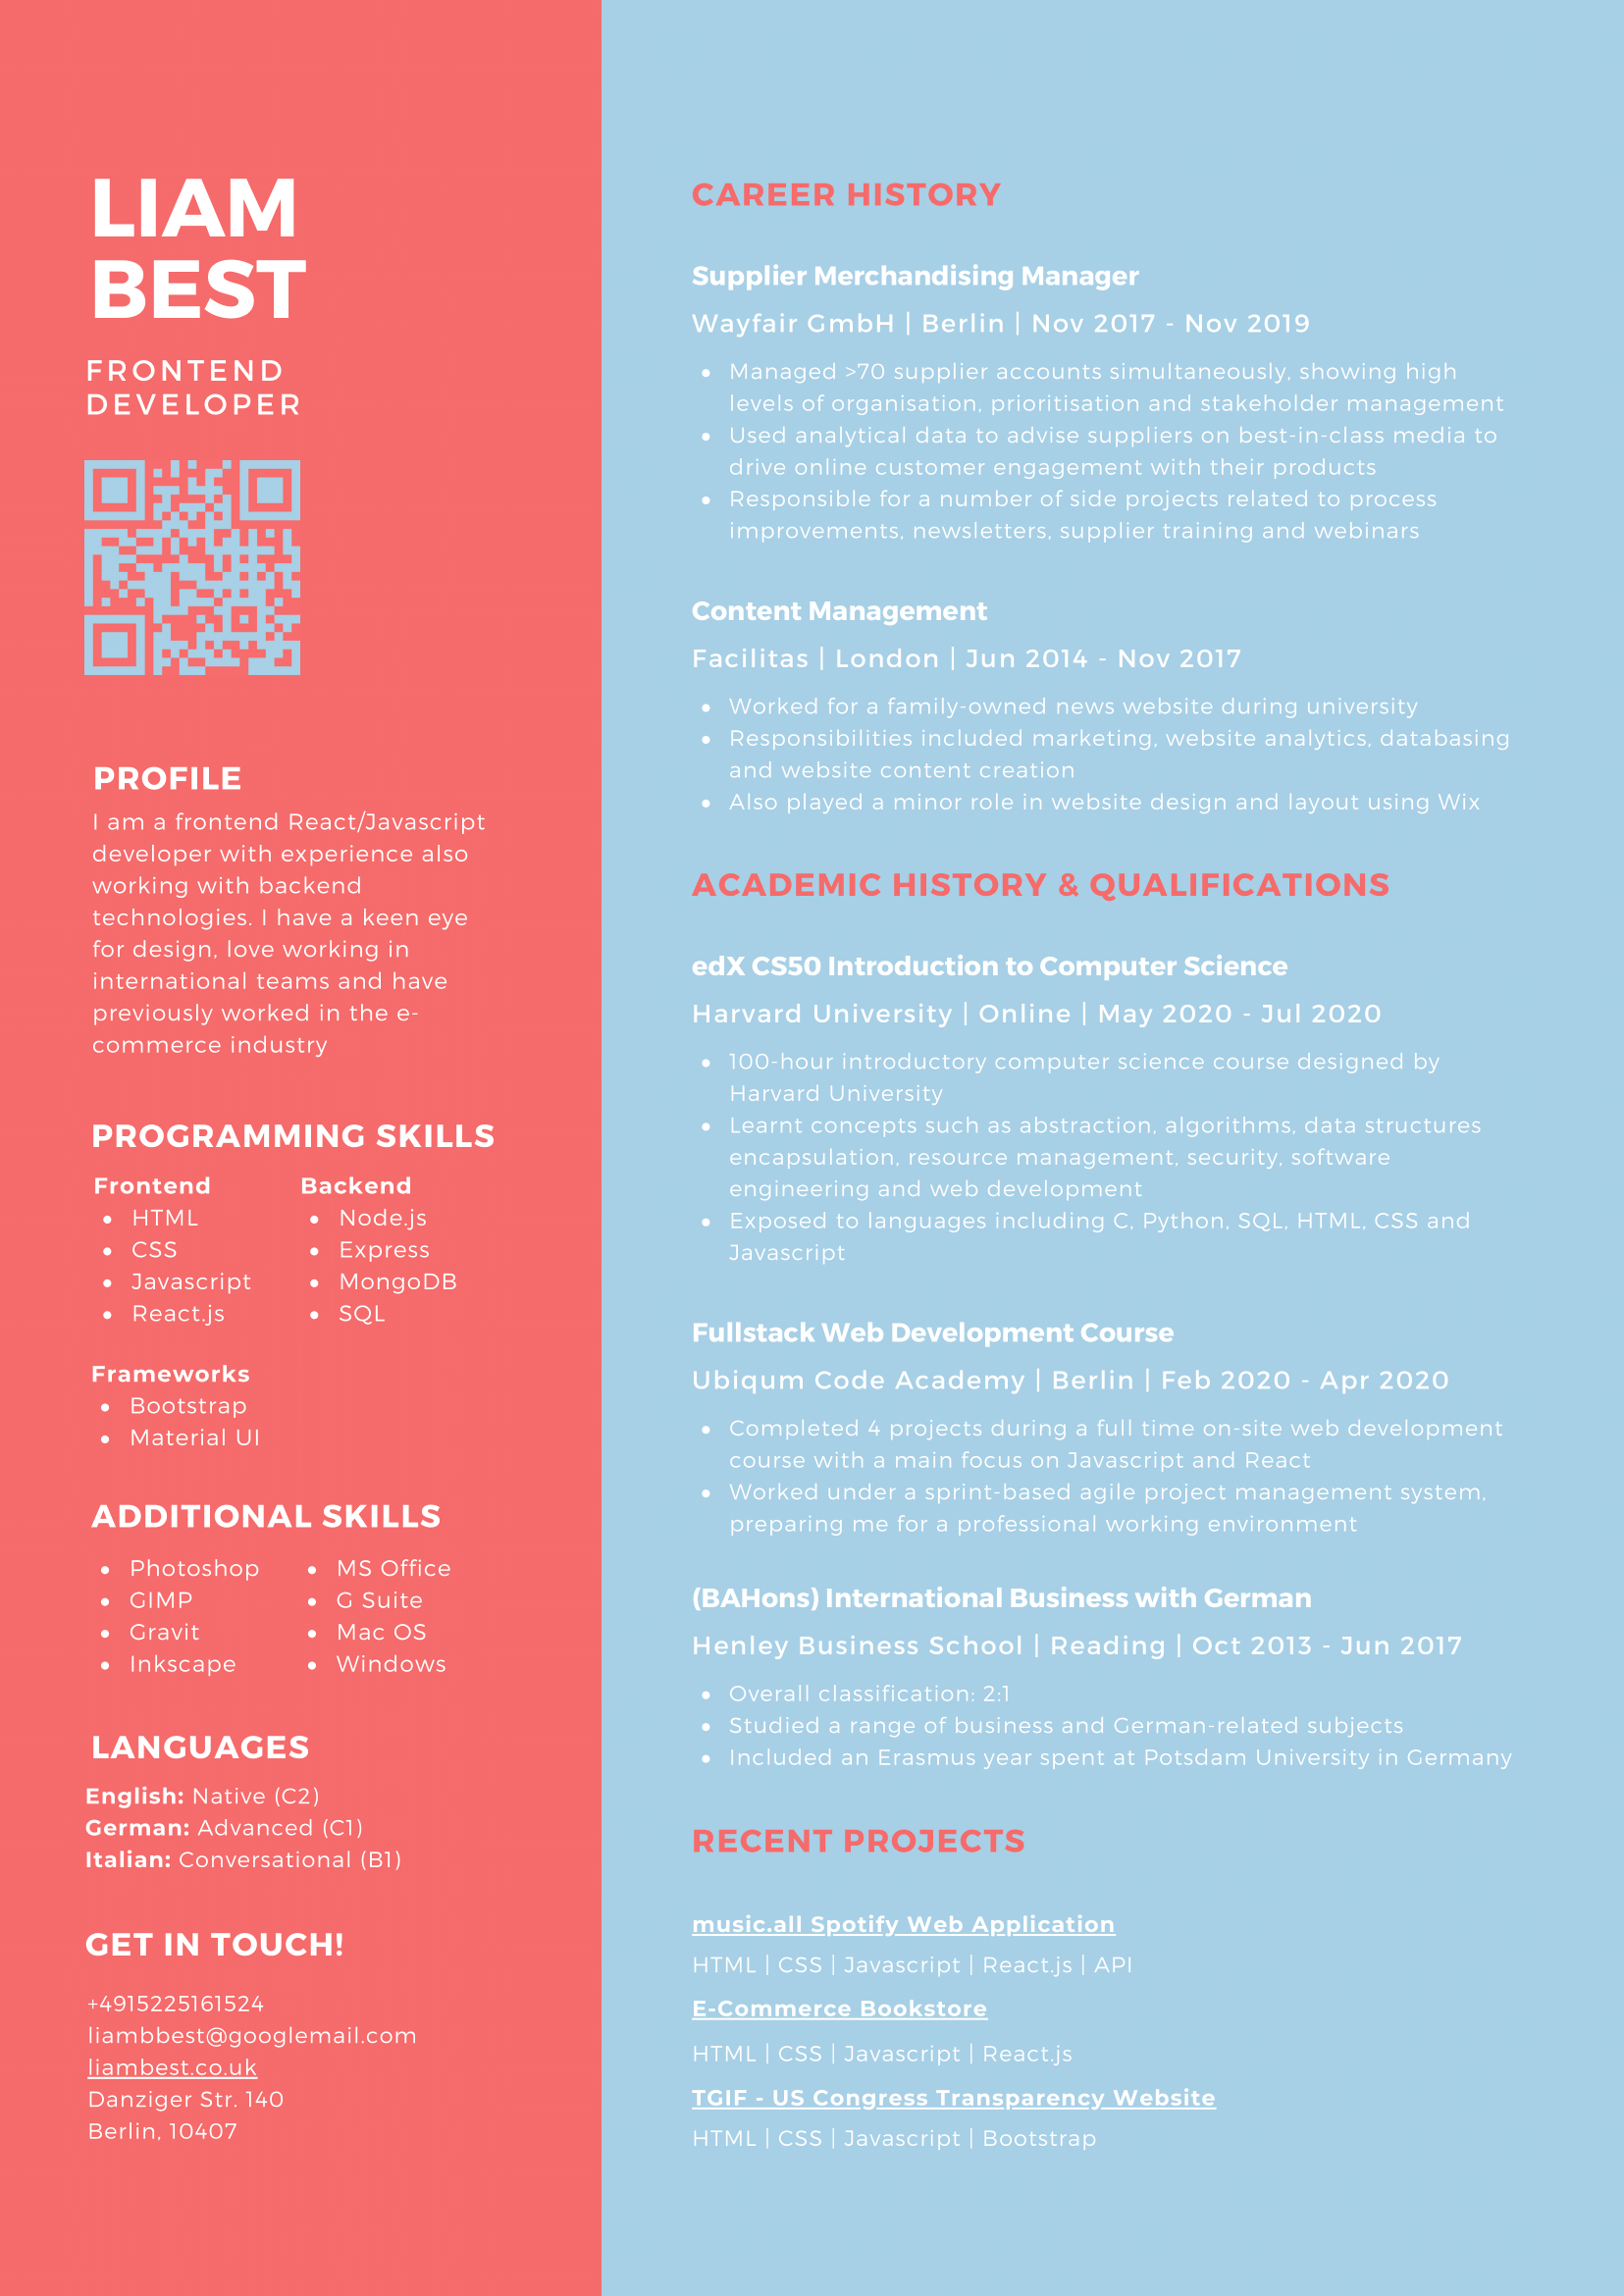 LIAM
BEST
FRONTEND
DEVELOPER
PROFILE
I am a frontend React/Javascript
developer with experience also
working with backend
technologies. I have a keen eye
for design, love working in
international teams and have
previously worked in the e-
commerce industry
PROGRAMMING SKILLS
Frontend
• HTML
• CSS
• Javascript
• React.js
Backend
• Node.js
• Express
• MongoDB
• SQL
Frameworks
• Bootstrap
• Material UI
ADDITIONAL SKILLS
• Photoshop
• GIMP
• Gravit
• Inkscape
• MS Office
• G Suite
• Mac OS
• Windows
LANGUAGES
English: Native (C2)
German: Advanced (C1)
Italian: Conversational (B1)
GET IN TOUCH!
+4915225161524
liambbest@googlemail.com
liambest.co.uk
Danziger Str. 140
Berlin, 10407
CAREER HISTORY
Supplier Merchandising Manager
Wayfair GmbH | Berlin | Nov 2017 - Nov 2019
• Managed >70 supplier accounts simultaneously, showing high
levels of organisation, prioritisation and stakeholder management
• Used analytical data to advise suppliers on best-in-class media to
drive online customer engagement with their products
• Responsible for a number of side projects related to process
improvements, newsletters, supplier training and webinars
Content Management
Facilitas | London | Jun 2014 - Nov 2017
• Worked for a family-owned news website during university
• Responsibilities included marketing, website analytics, databasing
and website content creation
• Also played a minor role in website design and layout using Wix
ACADEMIC HISTORY & QUALIFICATIONS
edX CS50 Introduction to Computer Science
Harvard University | Online | May 2020 - Jul 2020
• 100-hour introductory computer science course designed by
Harvard University
• Learnt concepts such as abstraction, algorithms, data structures
encapsulation, resource management, security, software
engineering and web development
• Exposed to languages including C, Python, SQL, HTML, CSS and
Javascript
Fullstack Web Development Course
Ubiqum Code Academy | Berlin | Feb 2020 - Apr 2020
• Completed 4 projects during a full time on-site web development
course with a main focus on Javascript and React
• Worked under a sprint-based agile project management system,
preparing me for a professional working environment
(BAHons) International Business with German
Henley Business School | Reading | Oct 2013 - Jun 2017
• Overall classification: 2:1
• Studied a range of business and German-related subjects
• Included an Erasmus year spent at Potsdam University in Germany
RECENT PROJECTS
music.all Spotify Web Application
HTML | CSS | Javascript | React.js | API
E-Commerce Bookstore
HTML | CSS | Javascript | React.js
TGIF - US Congress Transparency Website
HTML | CSS | Javascript | Bootstrap